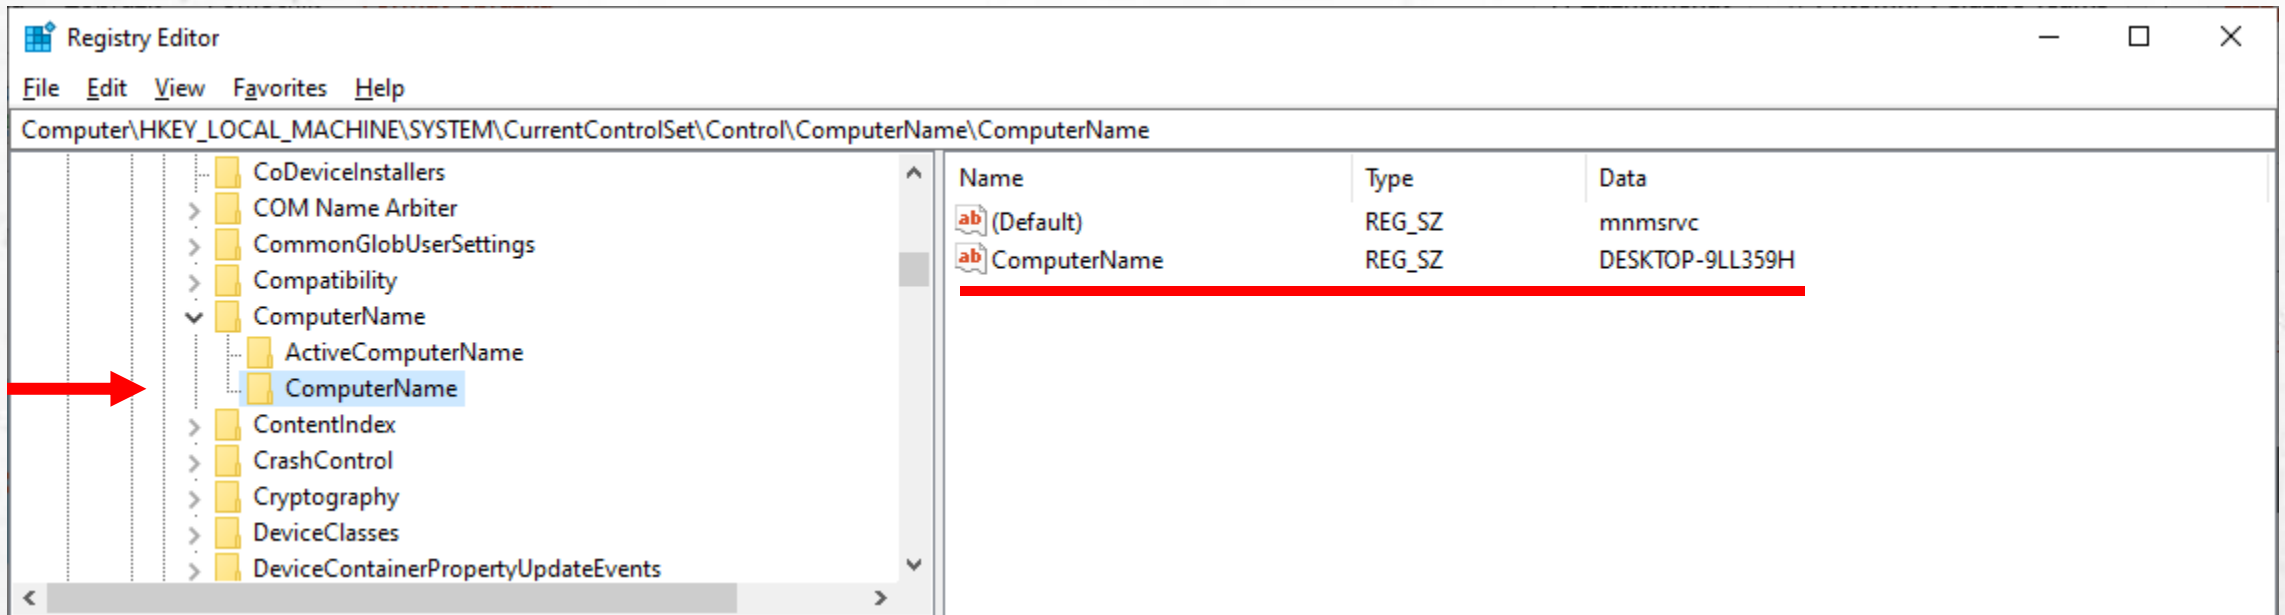 Registry Editor
File Edit View Favorites Help
Computer\HKEY_LOCAL_MACHINE\SYSTEM\CurrentControlSet\Control\ComputerName\ComputerName
CoDeviceInstallers
COM Name Arbiter
CommonGlobUserSettings
Compatibility
ComputerName
ActiveComputerName
ComputerName
ContentIndex
CrashControl
Cryptography
DeviceClasses
DeviceContainerPropertyUpdateEvents
Name Type Data
ab (Default) REG_SZ mnmsrvc
ab ComputerName REG_SZ DESKTOP-9LL359H